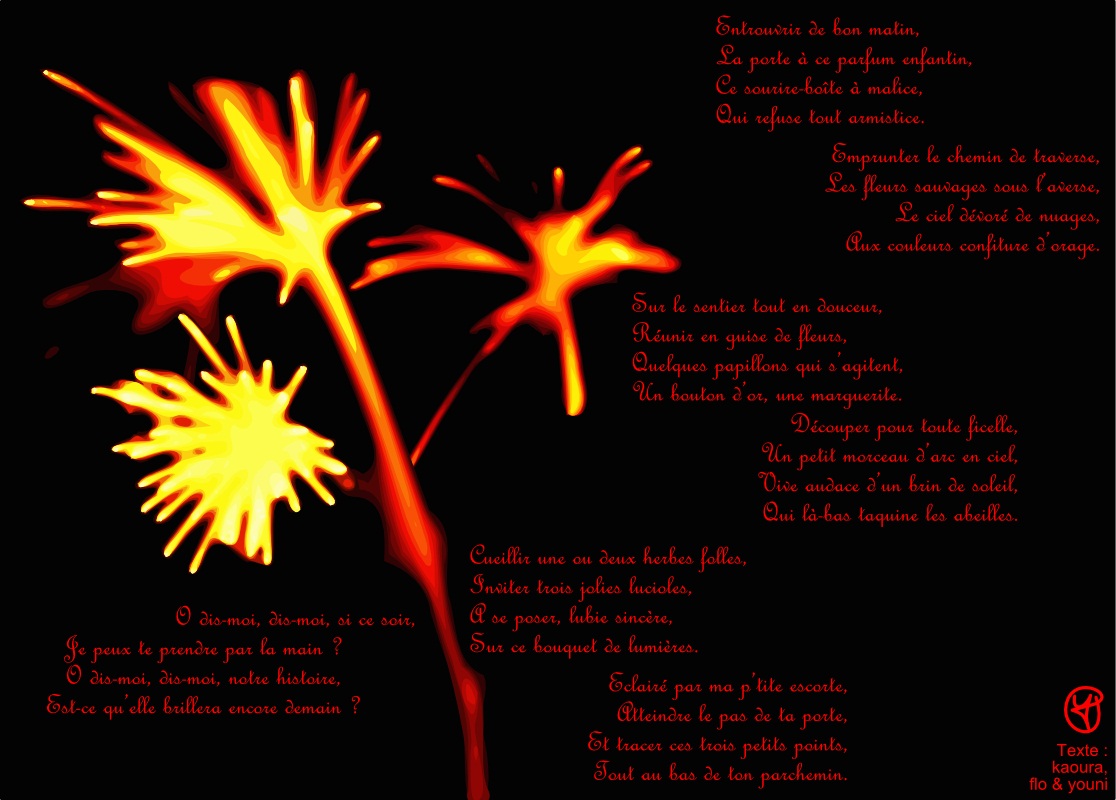 Entrouvrir de bon matin,
La porte à ce parfum enfantin,
Ce sourire-boîte à malice,
Qui refuse tout armistice.
Emprunter le chemin de traverse,
Les fleurs sauvages sous l'averse,
Le ciel dévoré de nuages,
Aux couleurs confiture d'orage.
Sur le sentier tout en douceur,
Réunir en guise de fleurs,
Quelques papillons qui s'agitent,
Un bouton d'or, une marguerite.
Découper pour toute ficelle,
Un petit morceau d'arc en ciel,
Vive audace d'un brin de soleil,
Qui là-bas taquine les abeilles.
Cueillir une ou deux herbes folles,
Inviter trois jolies lucioles,
A se poser, lubie sincère,
Sur ce bouquet de lumières.
Eclairé par ma p'tite escorte,
Atteindre le pas de ta porte,
Et tracer ces trois petits points,
Tout au bas de ton parchemin.
O dis-moi, dis-moi, si ce soir,
Je peux te prendre par la main ?
O dis-moi, dis-moi, notre histoire,
Est-ce qu'elle brillera encore demain ?
Texte :
kaoura,
flo & youni